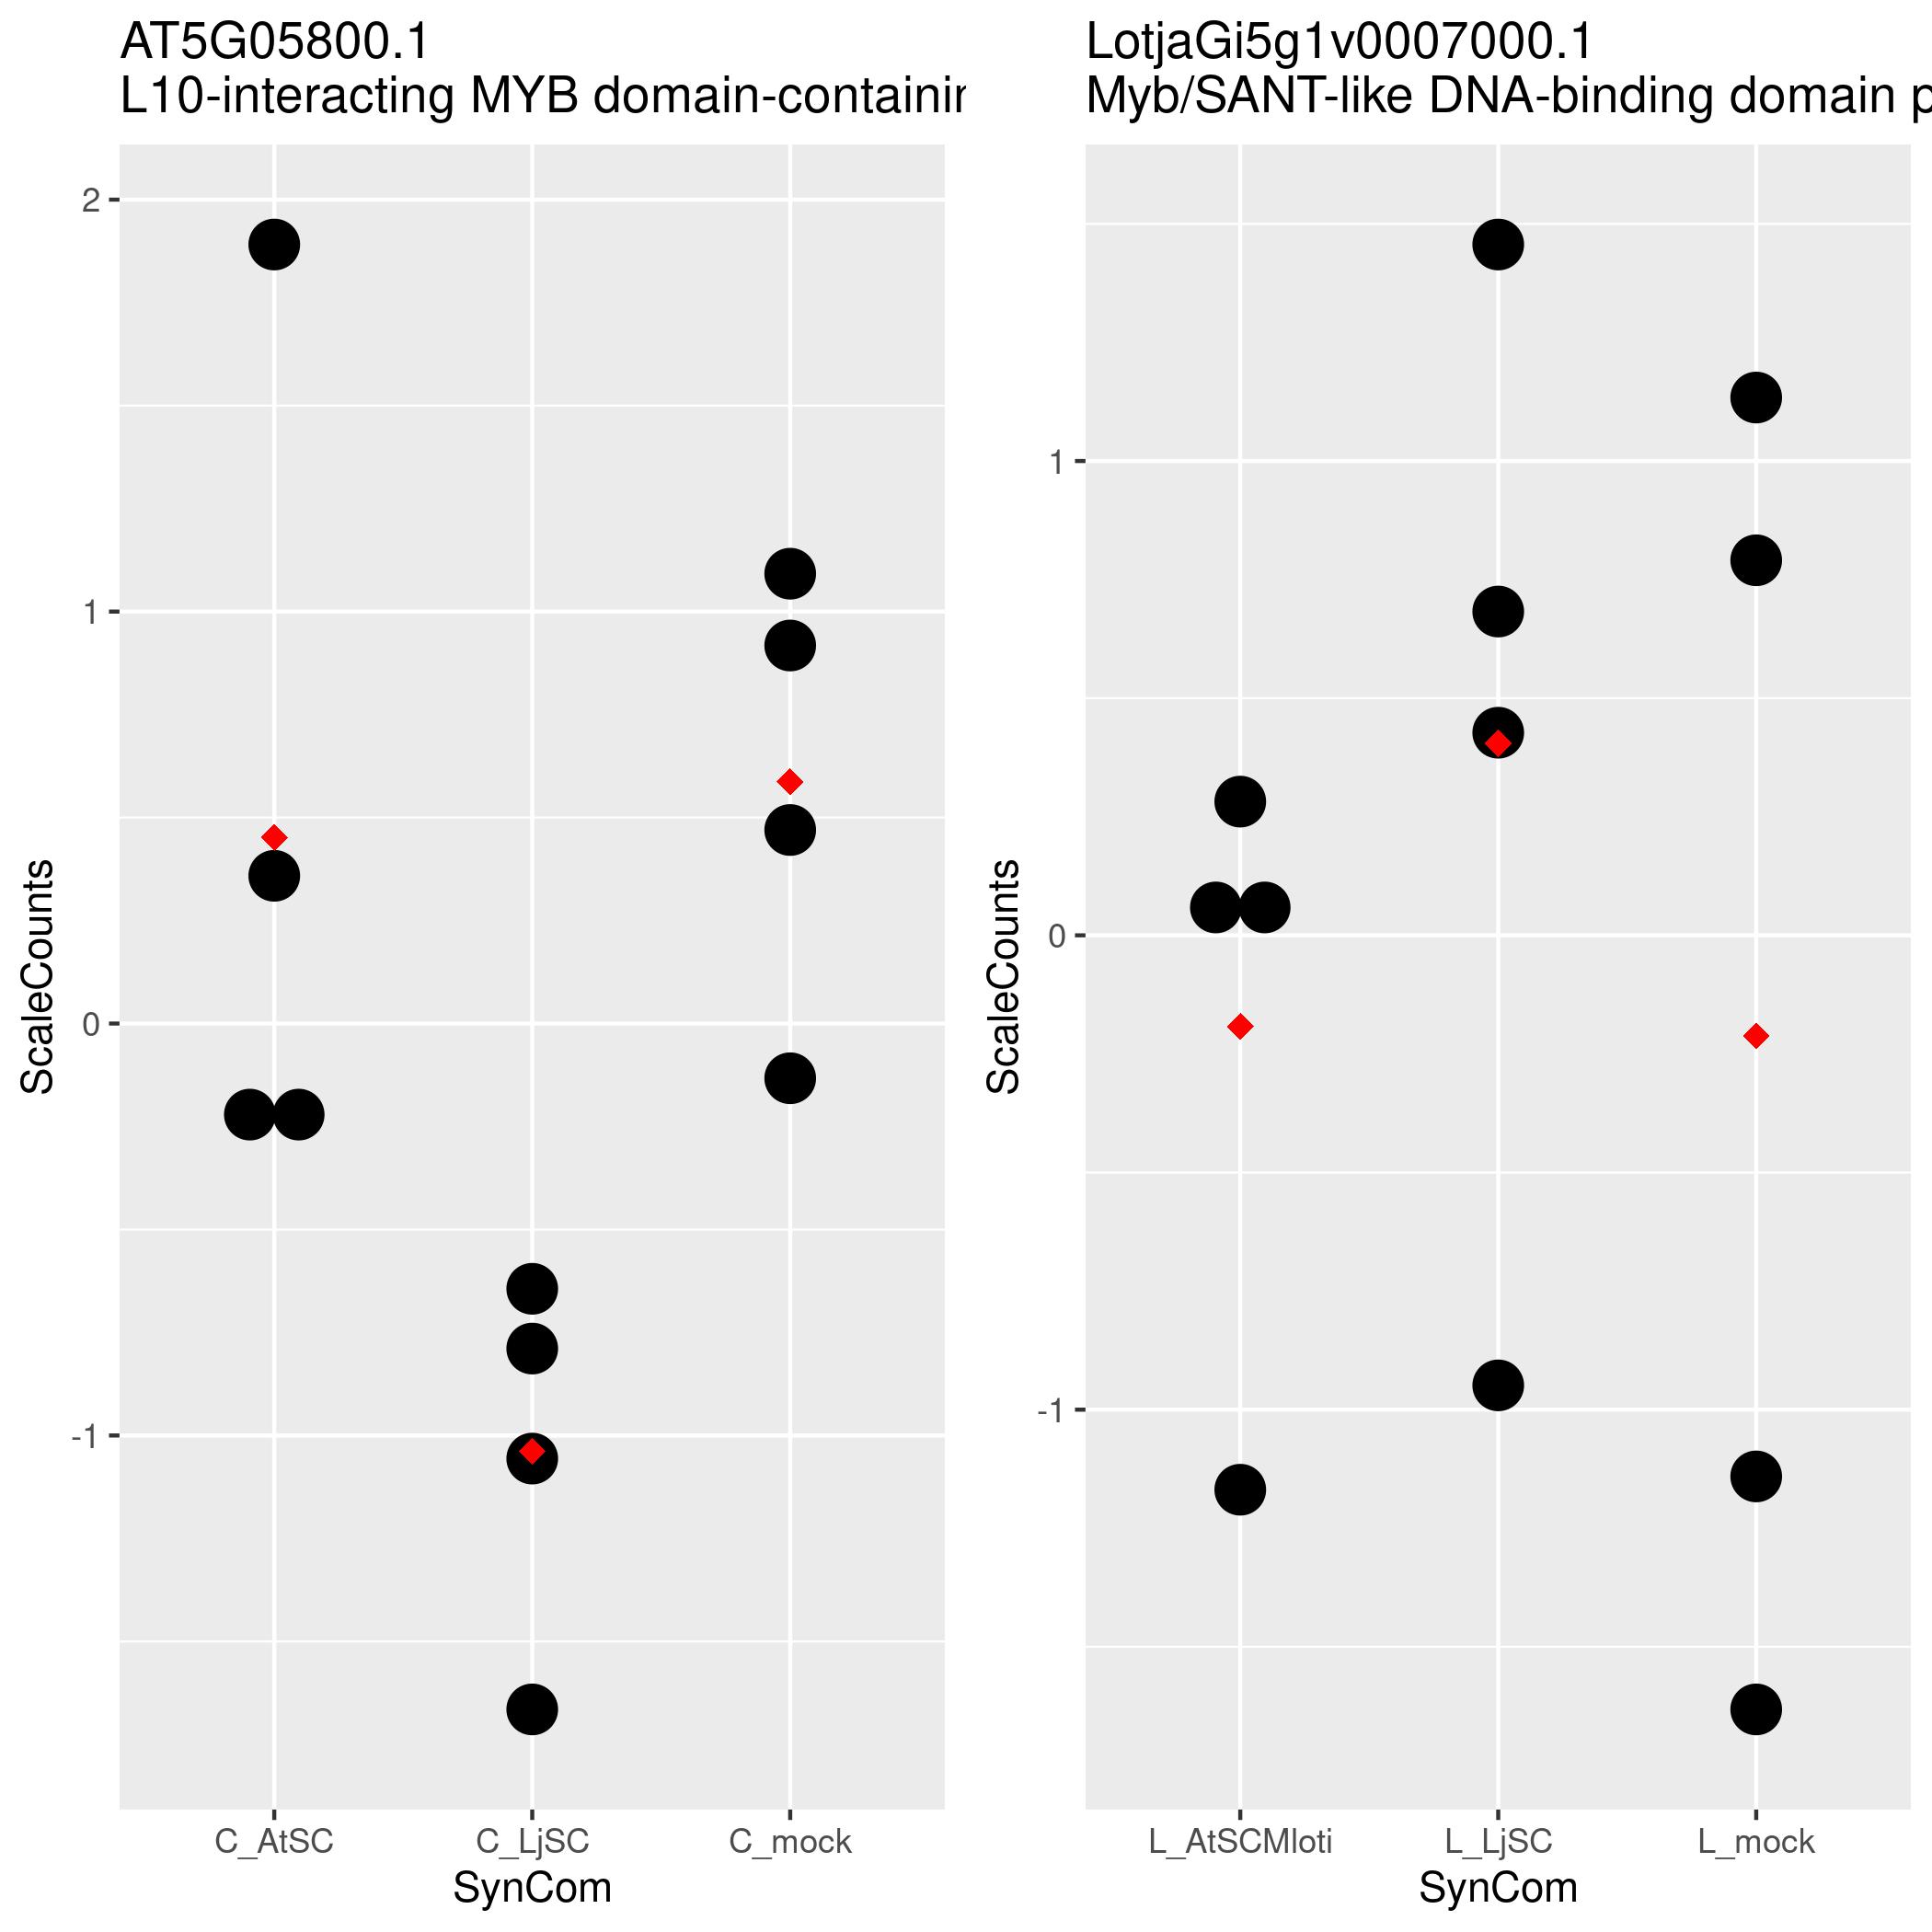 AT5G05800.1
L10-interacting MYB domain-containin
ScaleCounts
2
1
0
-1
C_AtSC
C_LjSC
C_mock
SynCom
LotjaGi5g1v0007000.1
Myb/SANT-like DNA-binding domain p
ScaleCounts
1
0
-1
L_AtSCMloti
L_LjSC
L_mock
SynCom